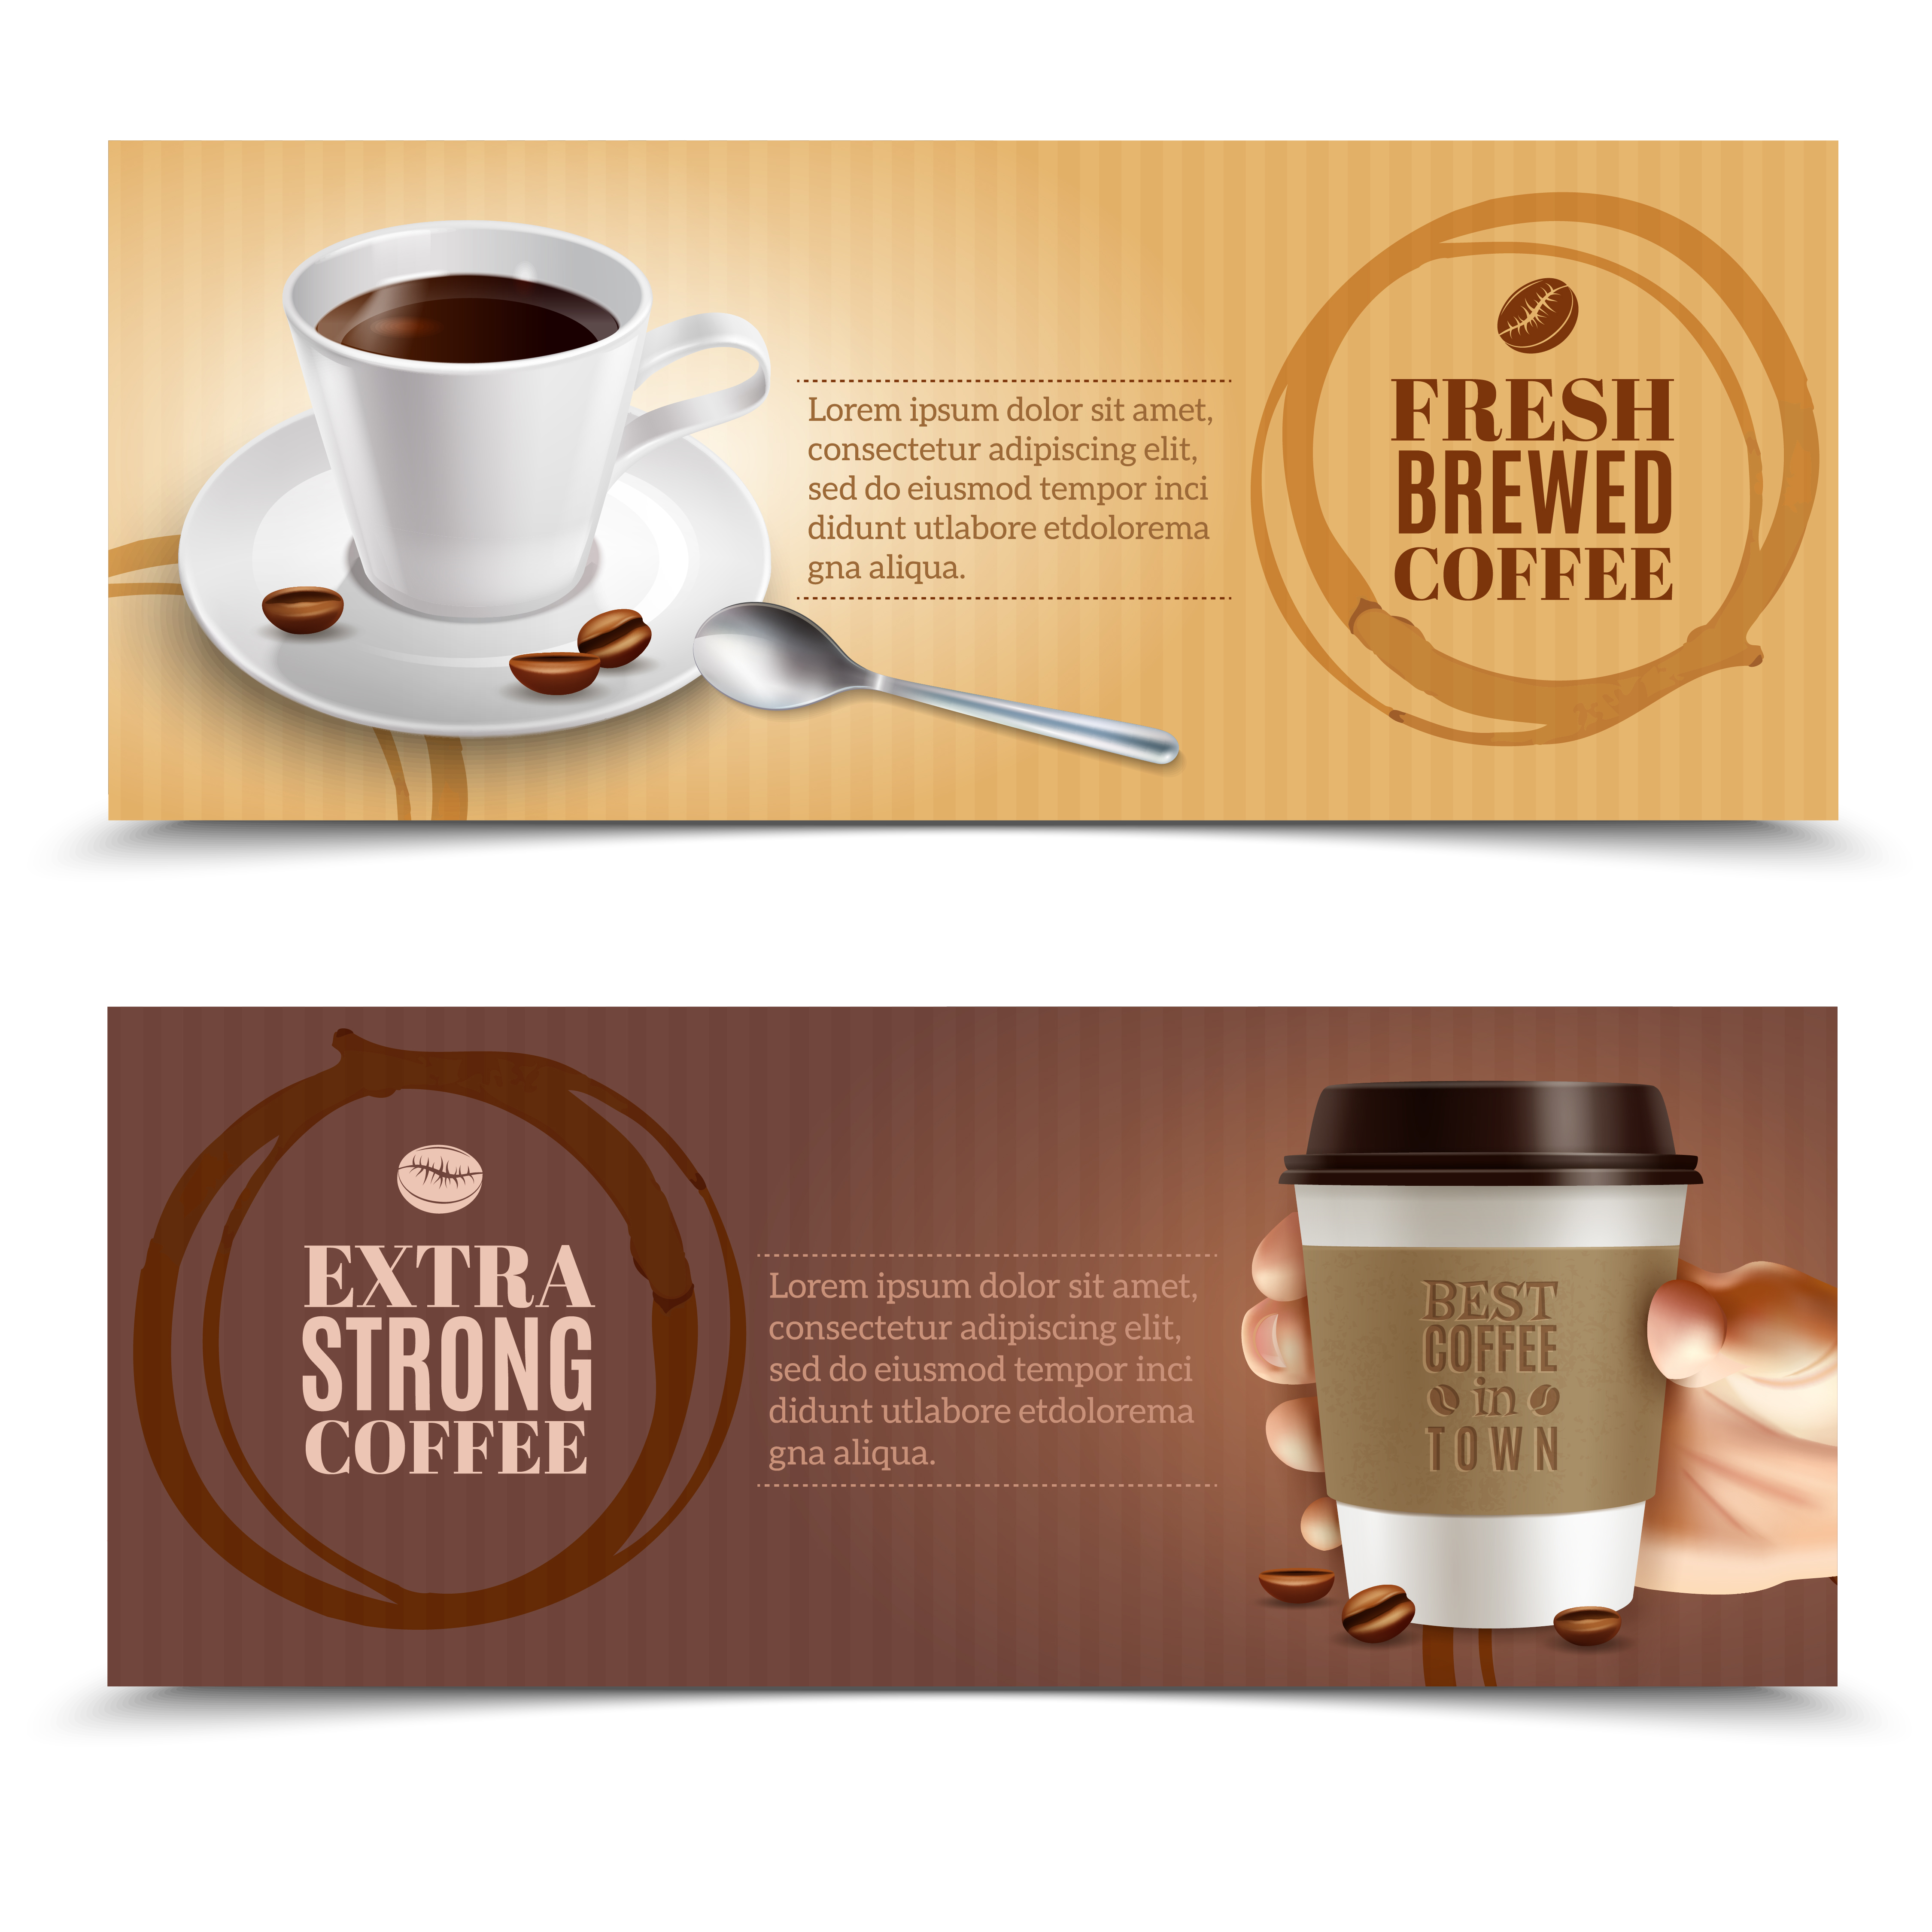 Lorem ipsum dolor sit amet,
consectetur adipiscing elit,
sed do eiusmod tempor inci
didunt utlabore etdolorema
gna aliqua.
FRESH
BREWED
COFFEE
EXTRA
STRONG
COFFEE
Lorem ipsum dolor sit amet,
consectetur adipiscing elit,
sed do eiusmod tempor inci
didunt utlabore etdolorema
gna aliqua.
BEST
COFFEE
in
TOWN